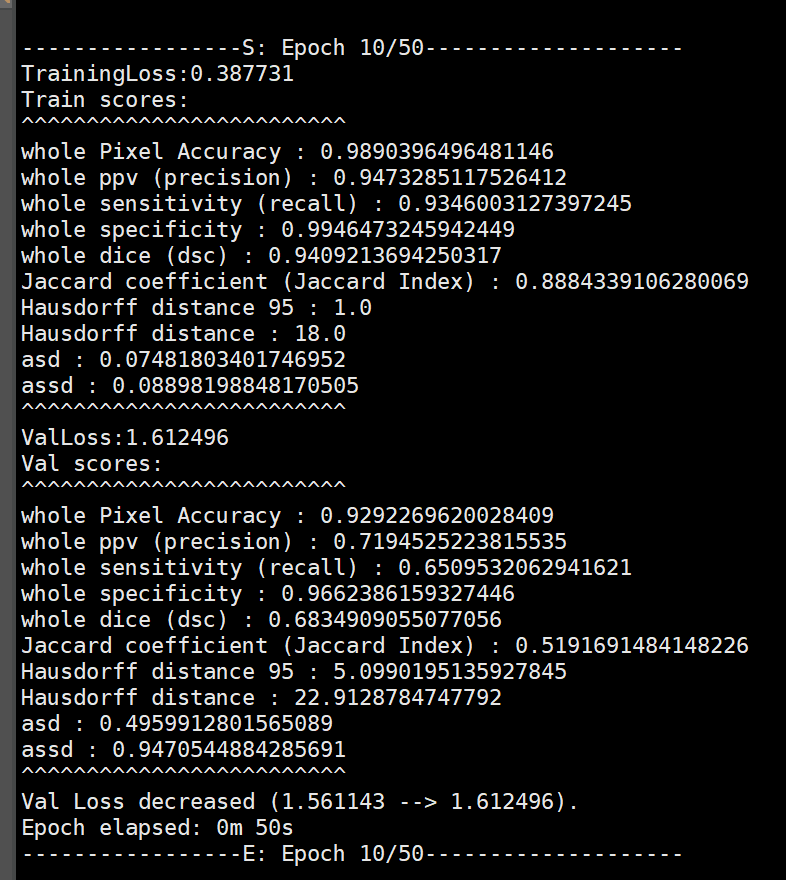 -----------------S: Epoch 10/50--------------------
TrainingLoss:0.387731
Train scores:
^^^^^^^^^^^^^^^^^^^^^^^^^
whole Pixel Accuracy : 0.9890396496481146
whole ppv (precision) : 0.9473285117526412
whole sensitivity (recall) : 0.9346003127397245
whole specificity : 0.9946473245942449
whole dice (dsc) : 0.9409213694250317
Jaccard coefficient (Jaccard Index) : 0.8884339106280069
Hausdorff distance 95 : 1.0
Hausdorff distance : 18.0
asd : 0.07481803401746952
assd : 0.08898198848170505
^^^^^^^^^^^^^^^^^^^^^^^^^
ValLoss:1.612496
Val scores:
^^^^^^^^^^^^^^^^^^^^^^^^^
whole Pixel Accuracy : 0.9292269620028409
whole ppv (precision) : 0.7194525223815535
whole sensitivity (recall) : 0.6509532062941621
whole specificity : 0.9662386159327446
whole dice (dsc) : 0.6834909055077056
Jaccard coefficient (Jaccard Index) : 0.5191691484148226
Hausdorff distance 95 : 5.0990195135927845
Hausdorff distance : 22.9128784747792
asd : 0.4959912801565089
assd : 0.9470544884285691
^^^^^^^^^^^^^^^^^^^^^^^^^
Val Loss decreased (1.561143 --> 1.612496).
Epoch elapsed: 0m 50s
-----------------E: Epoch 10/50--------------------